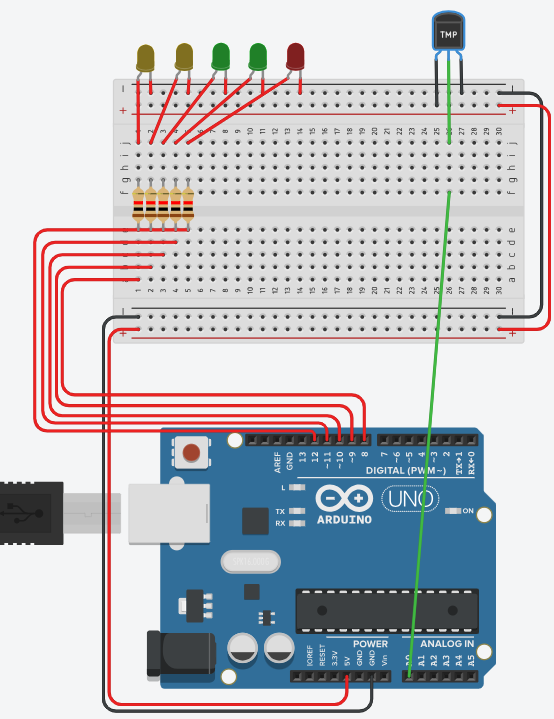 TMP
1 2 3 4 5 6 7 8 9 10 11 12 13 14 15 16 17 18 19 20 21 22 23 24 25 26 27 28 29 30
j j
i i
h h
g g
f f
e e
d d
c
b
a a
1 2 3 4 5 6 7 8 9 10 11 12 13 14 15 16 17 18 19 20 21 22 23 24 25 26 27 28 29 30
AREF GND 13 12 ~11 ~10 ~9 8 7 ~6 ~5 4 ~3 2 TX→1 RX←0
DIGITAL (PWM~)
L
TX
RX
ARDUINO
UNO
ON
POWER
ANALOG IN
IOREF RESET 3.3V 5V GND GND Vin A0 A1 A2 A3 A4 A5